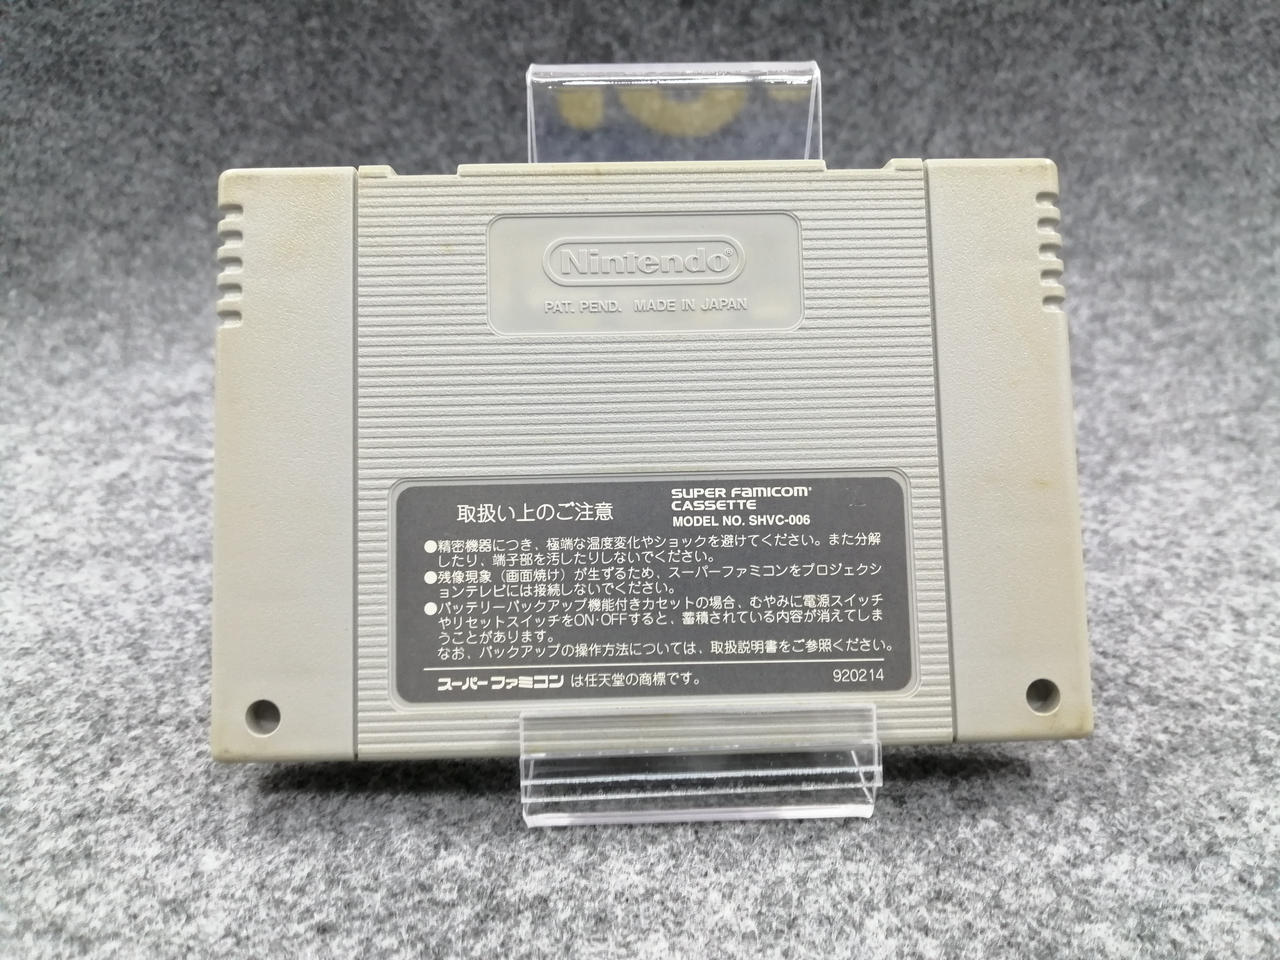 Nintendo®
PAT. PEND. MADE IN JAPAN
取扱い上のご注意
SUPER FAMICOM
CASSETTE
MODEL NO. SHVC-006
●精密機器につき、極端な温度変化やショックを避けてください。また分解
したり、端子部を汚したりしないでください。
●残像現象（画面焼け）が生ずるため、スーパーファミコンをプロジェクシ
ョンテレビには接続しないでください。
●バッテリーバックアップ機能付きカセットの場合、むやみに電源スイッチ
やリセットスイッチをON・OFFすると、蓄積されている内容が消えてしま
うことがあります。
なお、バックアップの操作方法については、取扱説明書をご参照ください。
スーパーファミコン は任天堂の商標です。
920214